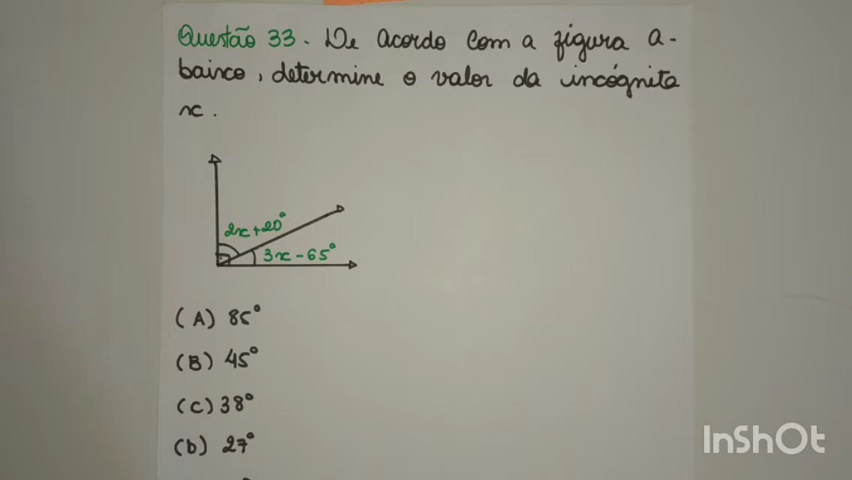 Questão 33. De acordo com a figura a-
baixo, determine o valor da incógnita
x.
2x+20°
3x-65°
(A) 85°
(B) 45°
(C) 38°
(D) 27°
InShOt